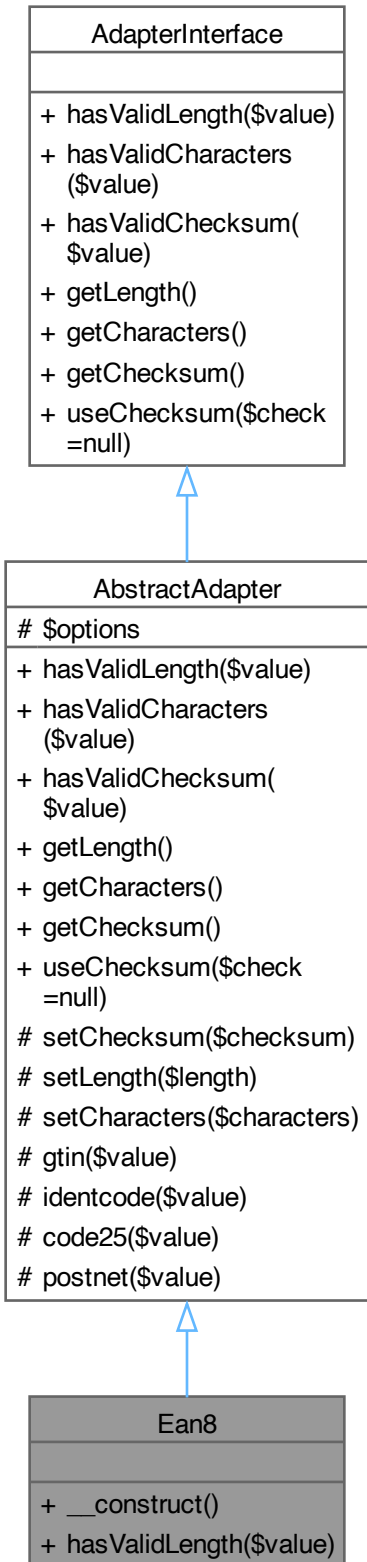 AdapterInterface
+ hasValidLength($value)
+ hasValidCharacters
($value)
+ hasValidChecksum(
$value)
+ getLength()
+ getCharacters()
+ getChecksum()
+ useChecksum($check
=null)
AbstractAdapter
# $options
+ hasValidLength($value)
+ hasValidCharacters
($value)
+ hasValidChecksum(
$value)
+ getLength()
+ getCharacters()
+ getChecksum()
+ useChecksum($check
=null)
# setChecksum($checksum)
# setLength($length)
# setCharacters($characters)
# gtin($value)
# identcode($value)
# code25($value)
# postnet($value)
Ean8
+ __construct()
+ hasValidLength($value)